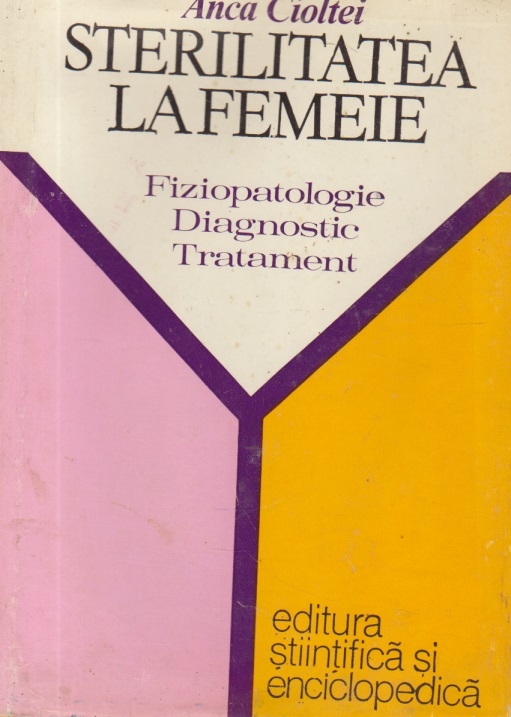 Anca Cioltei
STERILITATEA
LA FEMEIE
Fiziopatologie
Diagnostic
Tratament
editura
științifică și
enciclopedică